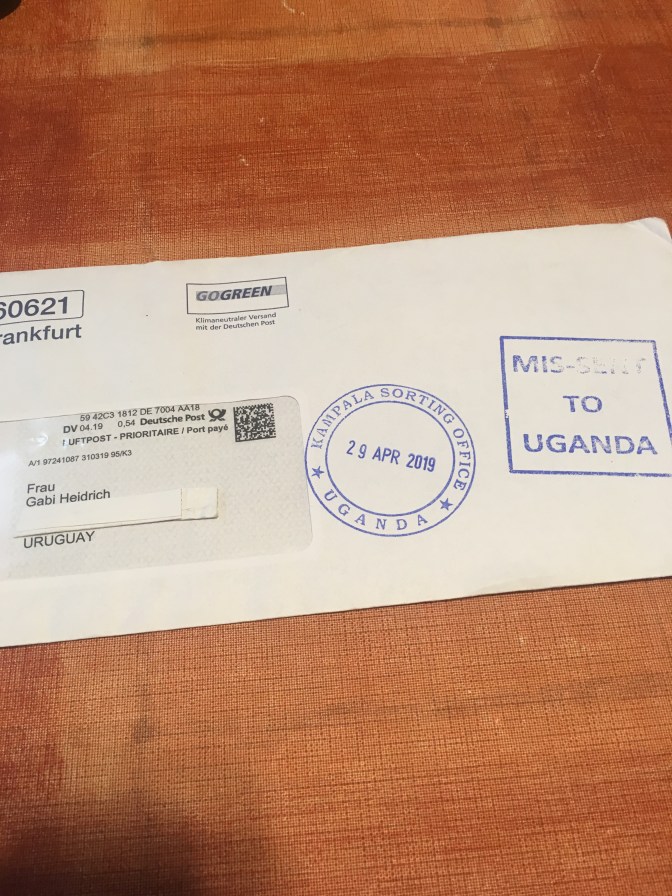 60621
rankfurt
GOGREEN
Klimaneutraler Versand
mit der Deutschen Post
59 42C3 1812 DE 7004 AA18
DV 04.19 0,54 Deutsche Post
LUFTPOST - PRIORITAIRE / Port payé
A/1 97241087 310319 95/K3
Frau
Gabi Heidrich
URUGUAY
KAMPALA SORTING OFFICE
29 APR 2019
UGANDA
MIS-SENT
TO
UGANDA